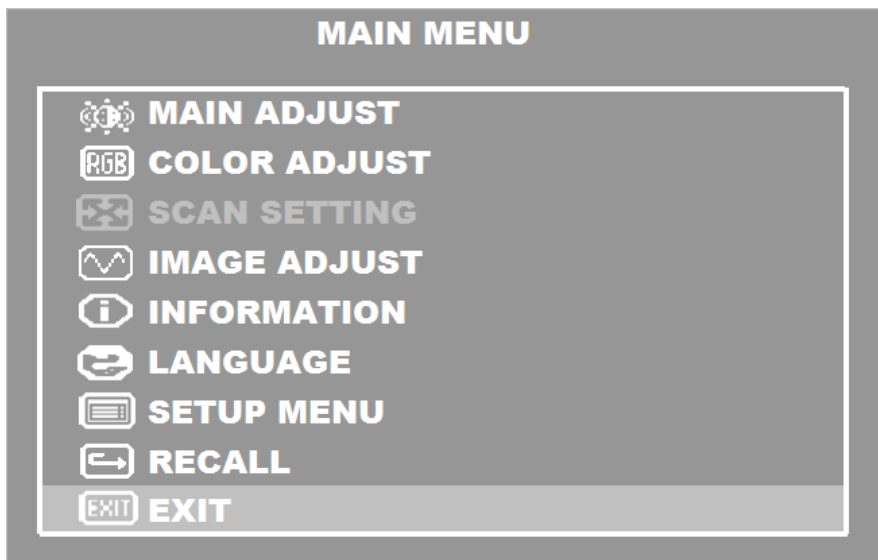 MAIN MENU
MAIN ADJUST
RGB COLOR ADJUST
SCAN SETTING
IMAGE ADJUST
i INFORMATION
LANGUAGE
SETUP MENU
RECALL
EXIT EXIT